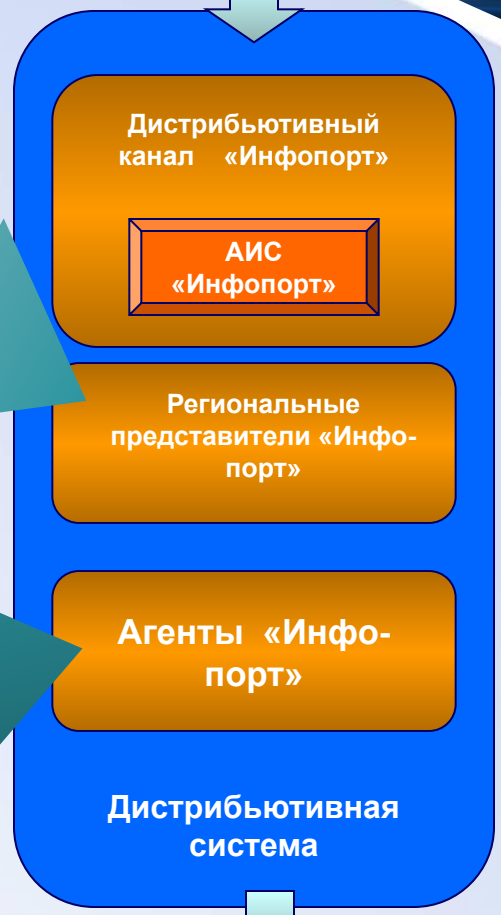 Дистрибьютивный
канал «Инфопорт»
АИС
«Инфопорт»
Региональные
представители «Инфо-
порт»
Агенты «Инфо-
порт»
Дистрибьютивная
система